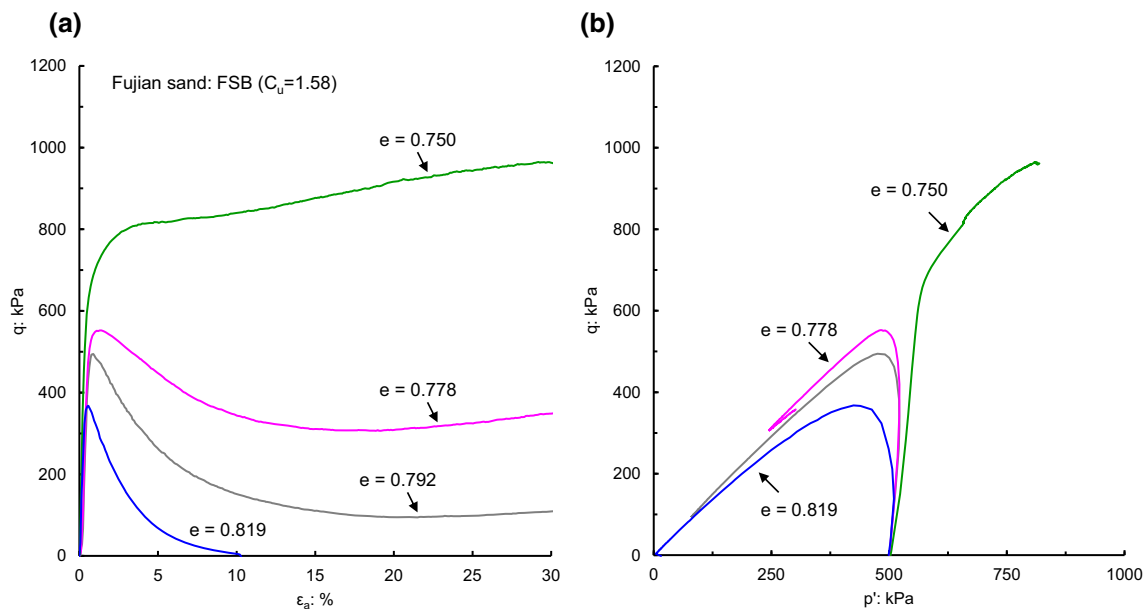 (a)
1200
1000
800
600
400
200
0
q: kPa
Fujian sand: FSB (Cu=1.58)
e = 0.750
e = 0.778
e = 0.792
e = 0.819
0 5 10 15 20 25 30
εa: %
(b)
1200
1000
800
600
400
200
0
q: kPa
e = 0.750
e = 0.778
e = 0.819
0 250 500 750 1000
p': kPa